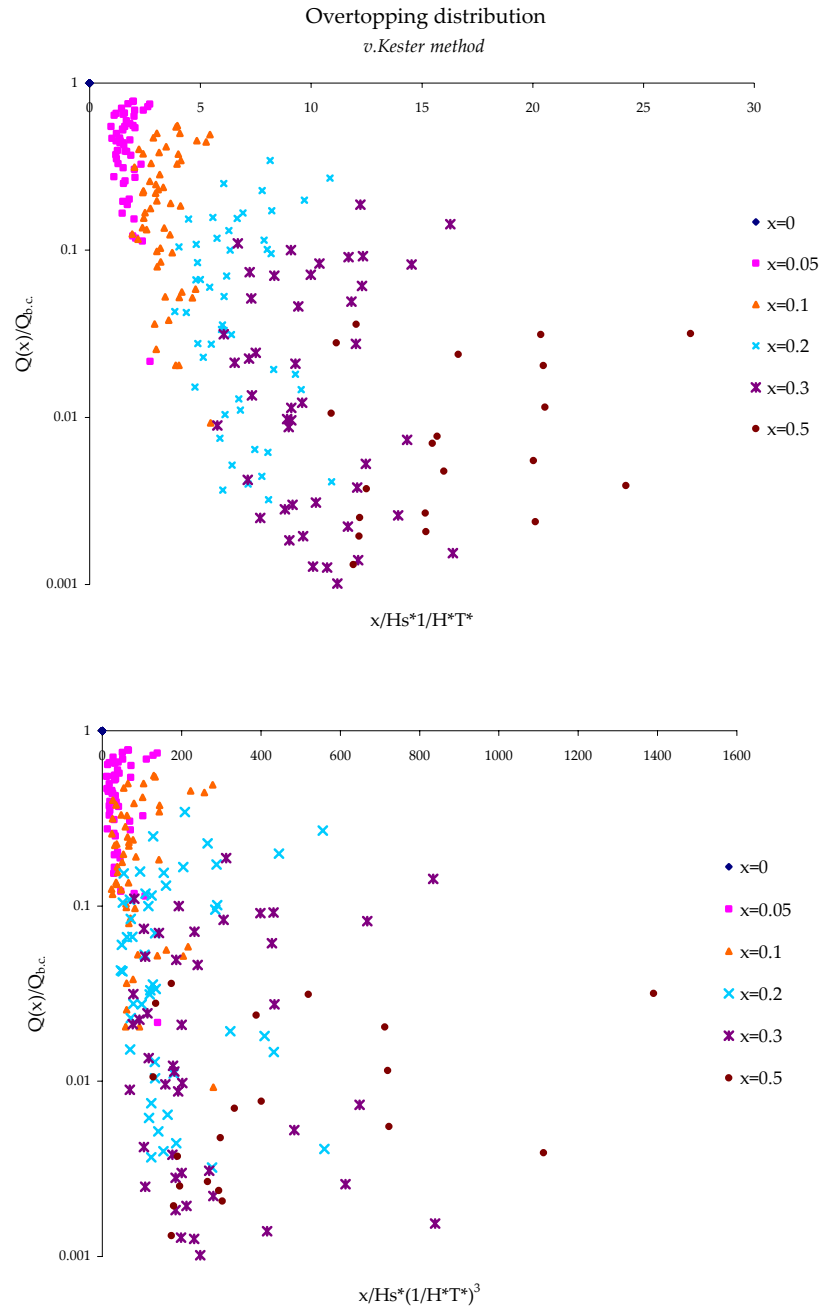 Overtopping distribution
v.Kester method
1
0 5 10 15 20 25 30
0.1
0.01
0.001
Q(x)/Qb.c.
x/Hs*1/H*T*
x=0
x=0.05
x=0.1
x=0.2
x=0.3
x=0.5
1
0 200 400 600 800 1000 1200 1400 1600
0.1
0.01
0.001
Q(x)/Qb.c.
x/Hs*(1/H*T*)³
x=0
x=0.05
x=0.1
x=0.2
x=0.3
x=0.5